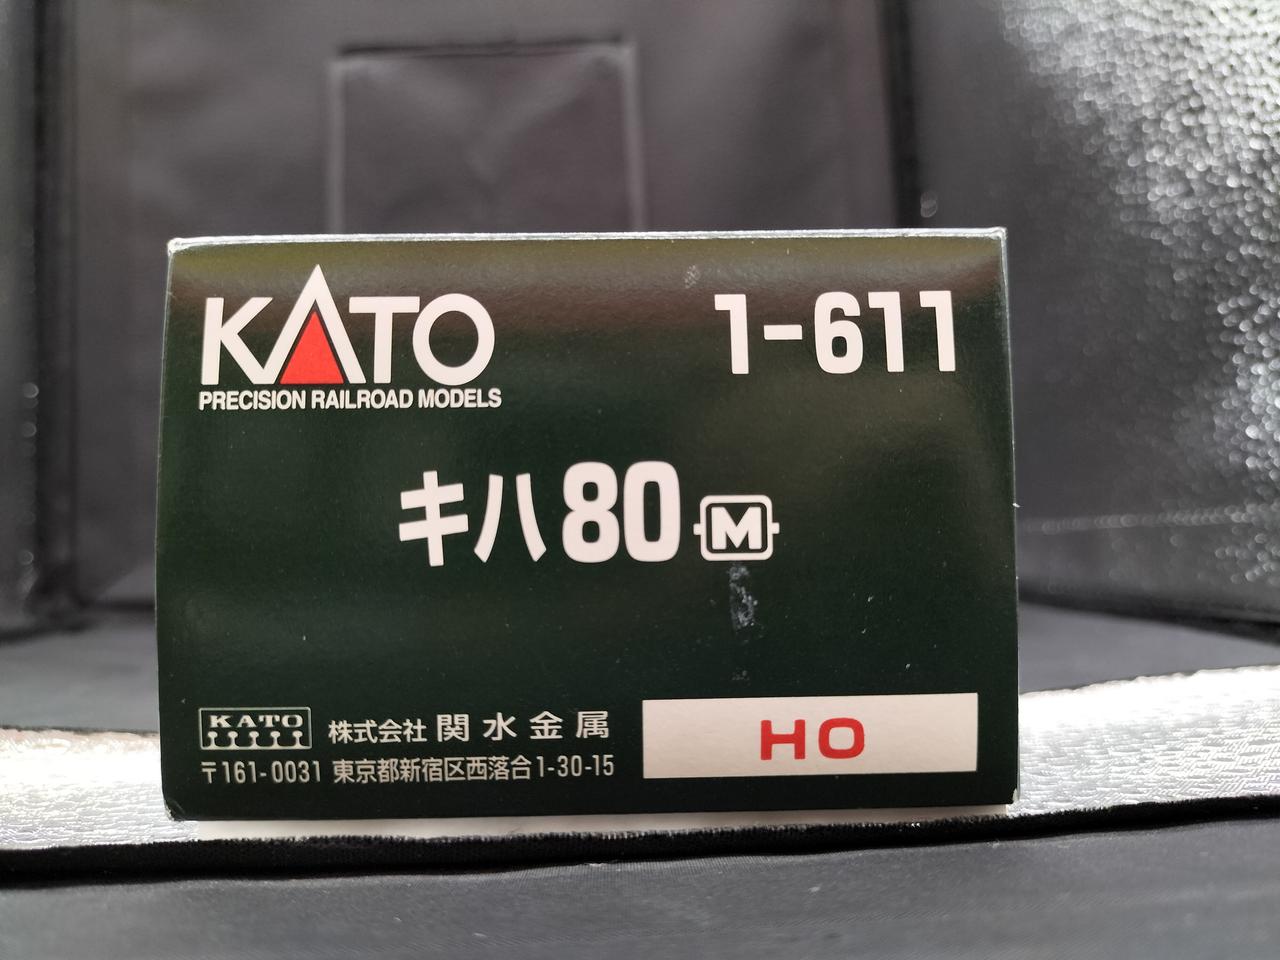 KATO
PRECISION RAILROAD MODELS
1-611
キハ80 M
KATO
株式会社 関水金属
〒161-0031 東京都新宿区西落合1-30-15
HO